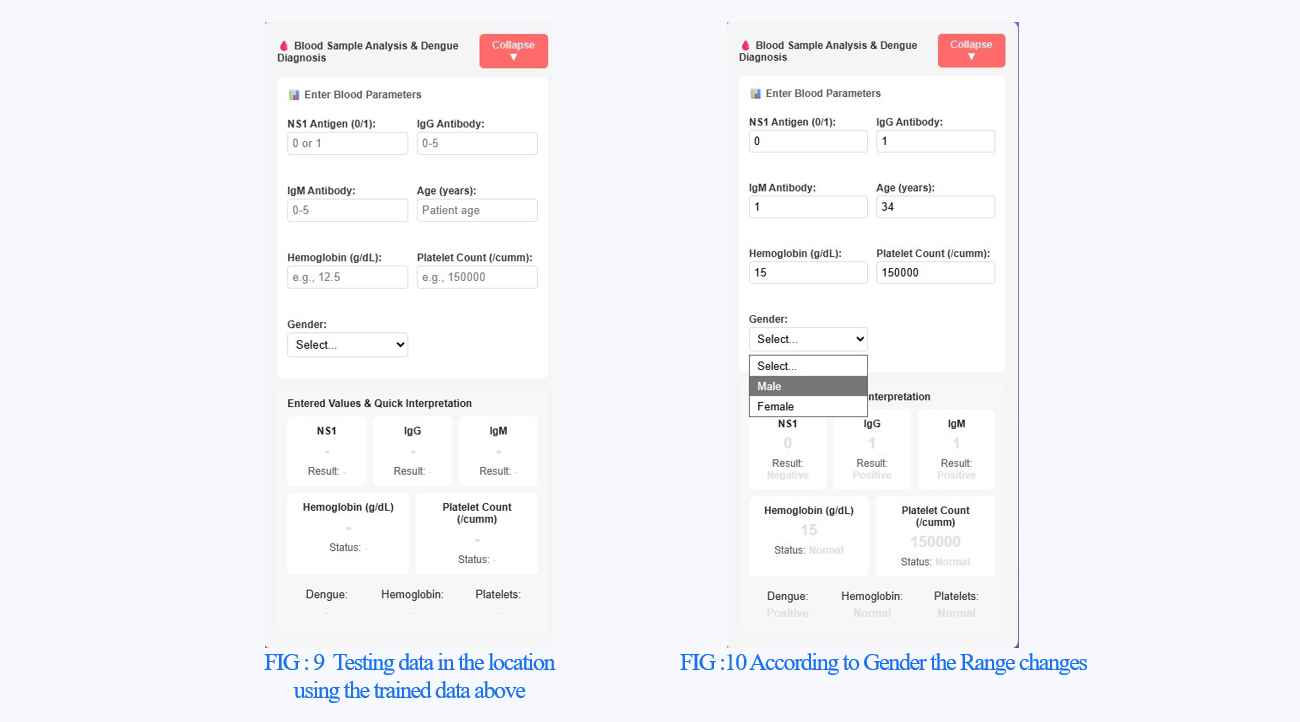 Blood Sample Analysis & Dengue
Diagnosis
Collapse
▼
Enter Blood Parameters
NS1 Antigen (0/1):
IgG Antibody:
0 or 1
0-5
IgM Antibody:
Age (years):
0-5
Patient age
Hemoglobin (g/dL):
Platelet Count (/cumm):
e.g., 12.5
e.g., 150000
Gender:
Select...
Entered Values & Quick Interpretation
NS1
IgG
IgM
-
-
-
Result: -
Result: -
Result: -
Hemoglobin (g/dL)
Platelet Count
(/cumm)
-
-
Status: -
Status: -
Dengue:
Hemoglobin:
Platelets:
-
-
-
FIG : 9 Testing data in the location
using the trained data above
Blood Sample Analysis & Dengue
Diagnosis
Collapse
▼
Enter Blood Parameters
NS1 Antigen (0/1):
IgG Antibody:
0
1
IgM Antibody:
Age (years):
1
34
Hemoglobin (g/dL):
Platelet Count (/cumm):
15
150000
Gender:
Select...
Select...
Male
Female
nterpretation
NS1
IgG
IgM
0
1
1
Result:
Negative
Result:
Positive
Result:
Positive
Hemoglobin (g/dL)
Platelet Count
(/cumm)
15
150000
Status: Normal
Status: Normal
Dengue:
Hemoglobin:
Platelets:
Positive
Normal
Normal
FIG :10 According to Gender the Range changes